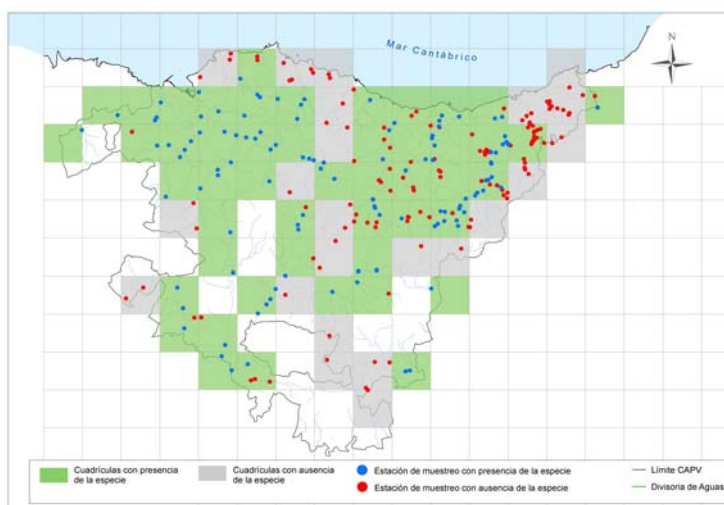 N
Mar Cantábrico
Cuadrículas con presencia
de la especie
Cuadrículas con ausencia
de la especie
Estación de muestreo con presencia de la especie
Estación de muestreo con ausencia de la especie
Límite CAPV
Divisoria de Aguas